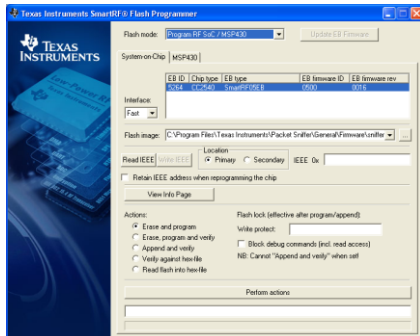 Texas Instruments SmartRF® Flash Programmer
TEXAS
INSTRUMENTS
Low-Power RF
Flash mode: Program RF SoC / MSP430
Update EB Firmware
System-on-Chip MSP430
EB ID Chip type EB type EB firmware ID EB firmware rev
5264 CC2540 SmartRF05EB 0500 0016
Interface:
Fast
Flash image: C:\Program Files\Texas Instruments\Packet Sniffer\General\Firmware\sniffer ...
Read IEEE Write IEEE Location Primary Secondary IEEE 0x
Retain IEEE address when reprogramming the chip
View Info Page
Actions:
Erase and program
Erase, program and verify
Append and verify
Verify against hex-file
Read flash into hex-file
Flash lock (effective after program/append):
Write protect:
Block debug commands (incl. read access)
NB: Cannot "Append and verify" when set!
Perform actions